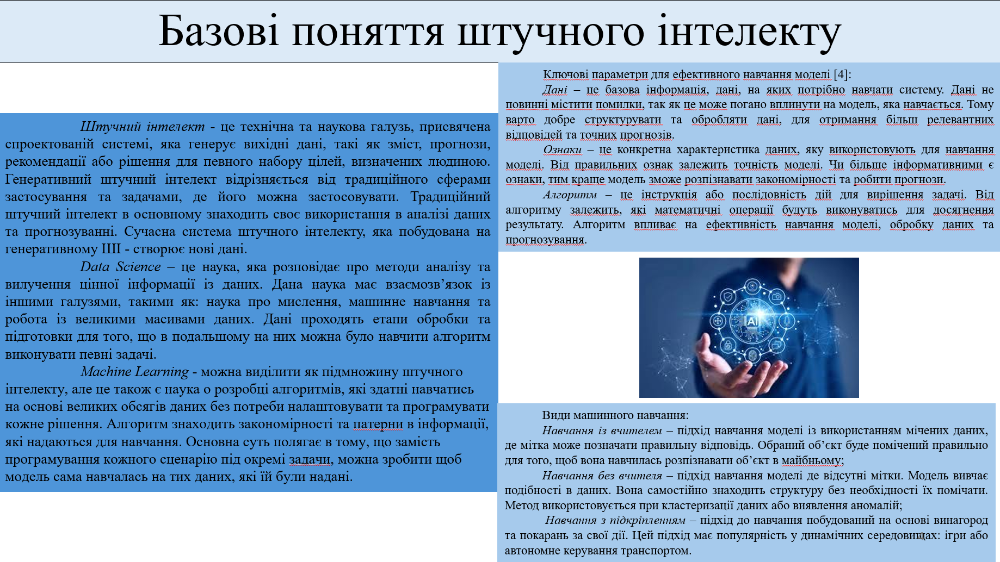 Базові поняття штучного інтелекту
Штучний інтелект - це технічна та наукова галузь, присвячена
спроектованій системі, яка генерує вихідні дані, такі як зміст, прогнози,
рекомендації або рішення для певного набору цілей, визначених людиною.
Генеративний штучний інтелект відрізняється від традиційного сферами
застосування та задачами, де його можна застосовувати. Традиційний
штучний інтелект в основному знаходить своє використання в аналізі даних
та прогнозуванні. Сучасна система штучного інтелекту, яка побудована на
генеративному ШІ - створює нові дані.
Data Science – це наука, яка розповідає про методи аналізу та
вилучення цінної інформації із даних. Дана наука має взаємозв’язок із
іншими галузями, такими як: наука про мислення, машинне навчання та
робота із великими масивами даних. Дані проходять етапи обробки та
підготовки для того, що в подальшому на них можна було навчити алгоритм
виконувати певні задачі.
Machine Learning - можна виділити як підмножину штучного
інтелекту, але це також є наука о розробці алгоритмів, які здатні навчатись
на основі великих обсягів даних без потреби налаштовувати та програмувати
кожне рішення. Алгоритм знаходить закономірності та патерни в інформації,
які надаються для навчання. Основна суть полягає в тому, що замість
програмування кожного сценарію під окремі задачи, можна зробити щоб
модель сама навчалась на тих даних, які їй були надані.
Ключові параметри для ефективного навчання моделі [4]:
Дані – це базова інформація, дані, на яких потрібно навчати систему. Дані не
повинні містити помилки, так як це може погано вплинути на модель, яка навчається. Тому
варто добре структурувати та обробляти дані, для отримання більш релевантних
відповідей та точних прогнозів.
Ознаки – це конкретна характеристика даних, яку використовують для навчання
моделі. Від правильних ознак залежить точність моделі. Чи більше інформативними є
ознаки, тим краще модель зможе розпізнавати закономірності та робити прогнози.
Алгоритм – це інструкція або послідовність дій для вирішення задачі. Від
алгоритму залежить, які математичні операції будуть виконуватись для досягнення
результату. Алгоритм впливає на ефективність навчання моделі, обробку даних та
прогнозування.
AI
Види машинного навчання:
Навчання із вчителем – підхід навчання моделі із використанням мічених даних,
де мітка може позначати правильну відповідь. Обраний об’єкт буде помічений правильно
для того, щоб вона навчилась розпізнавати об’єкт в майбньому;
Навчання без вчителя – підхід навчання моделі де відсутні мітки. Модель вивчає
подібності в даних. Вона самостійно знаходить структуру без необхідності їх помічати.
Метод використовується при кластеризації даних або виявлення аномалій;
Навчання з підкріпленням – підхід до навчання побудований на основі винагород
та покарань за свої дії. Цей підхід має популярність у динамічних середовищах: ігри або
автономне керування транспортом.